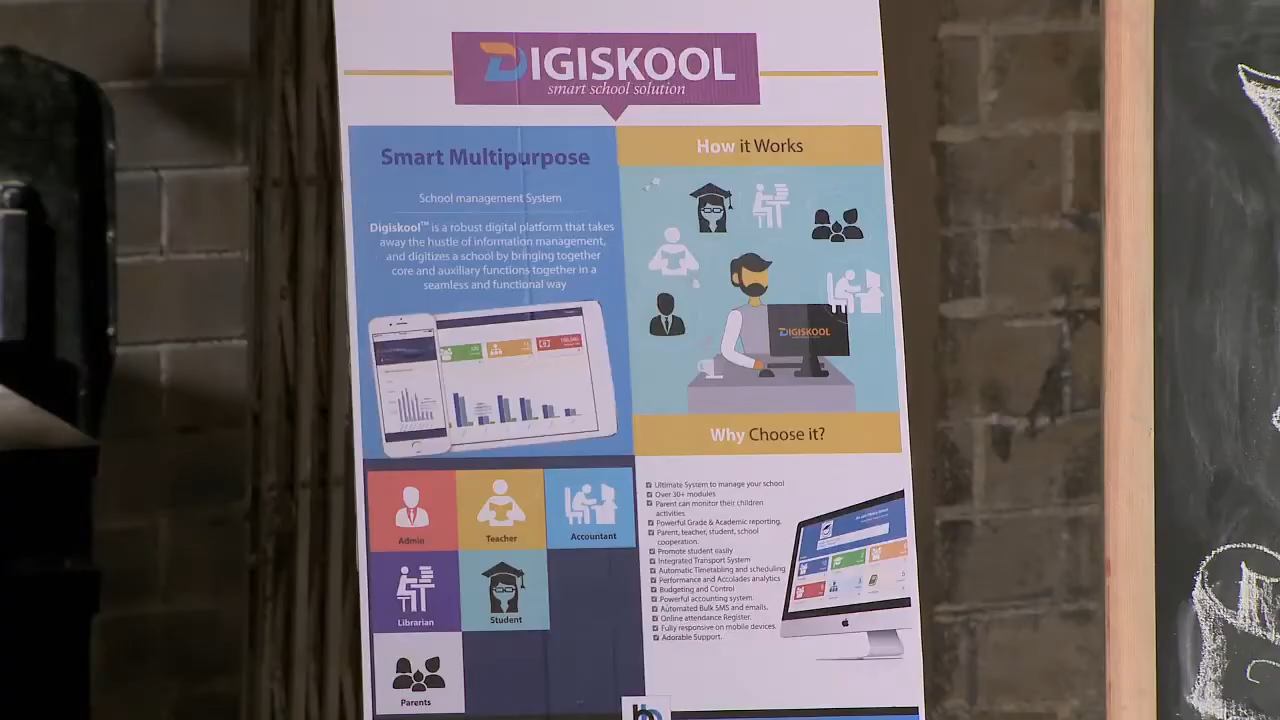 DIGISKOOL
smart school solution
Smart Multipurpose
School management System
Digiskool™ is a robust digital platform that takes
away the hustle of information management,
and digitizes a school by bringing together
core and auxiliary functions together in a
seamless and functional way
How it Works
DIGISKOOL
Why Choose it?
Admin
Teacher
Accountant
Librarian
Student
Parents
Ultimate System to manage your school
Over 30+ modules
Parent can monitor their children
activities.
Powerful Grade & Academic reporting.
Parent, teacher, student, school
cooperation.
Promote student easily
Integrated Transport System
Automatic Timetabling and scheduling
Performance and Accolades analytics
Budgeting and Control
Powerful accounting system.
Automated Bulk SMS and emails.
Online attendance Register.
Fully responsive on mobile devices.
Adorable Support.